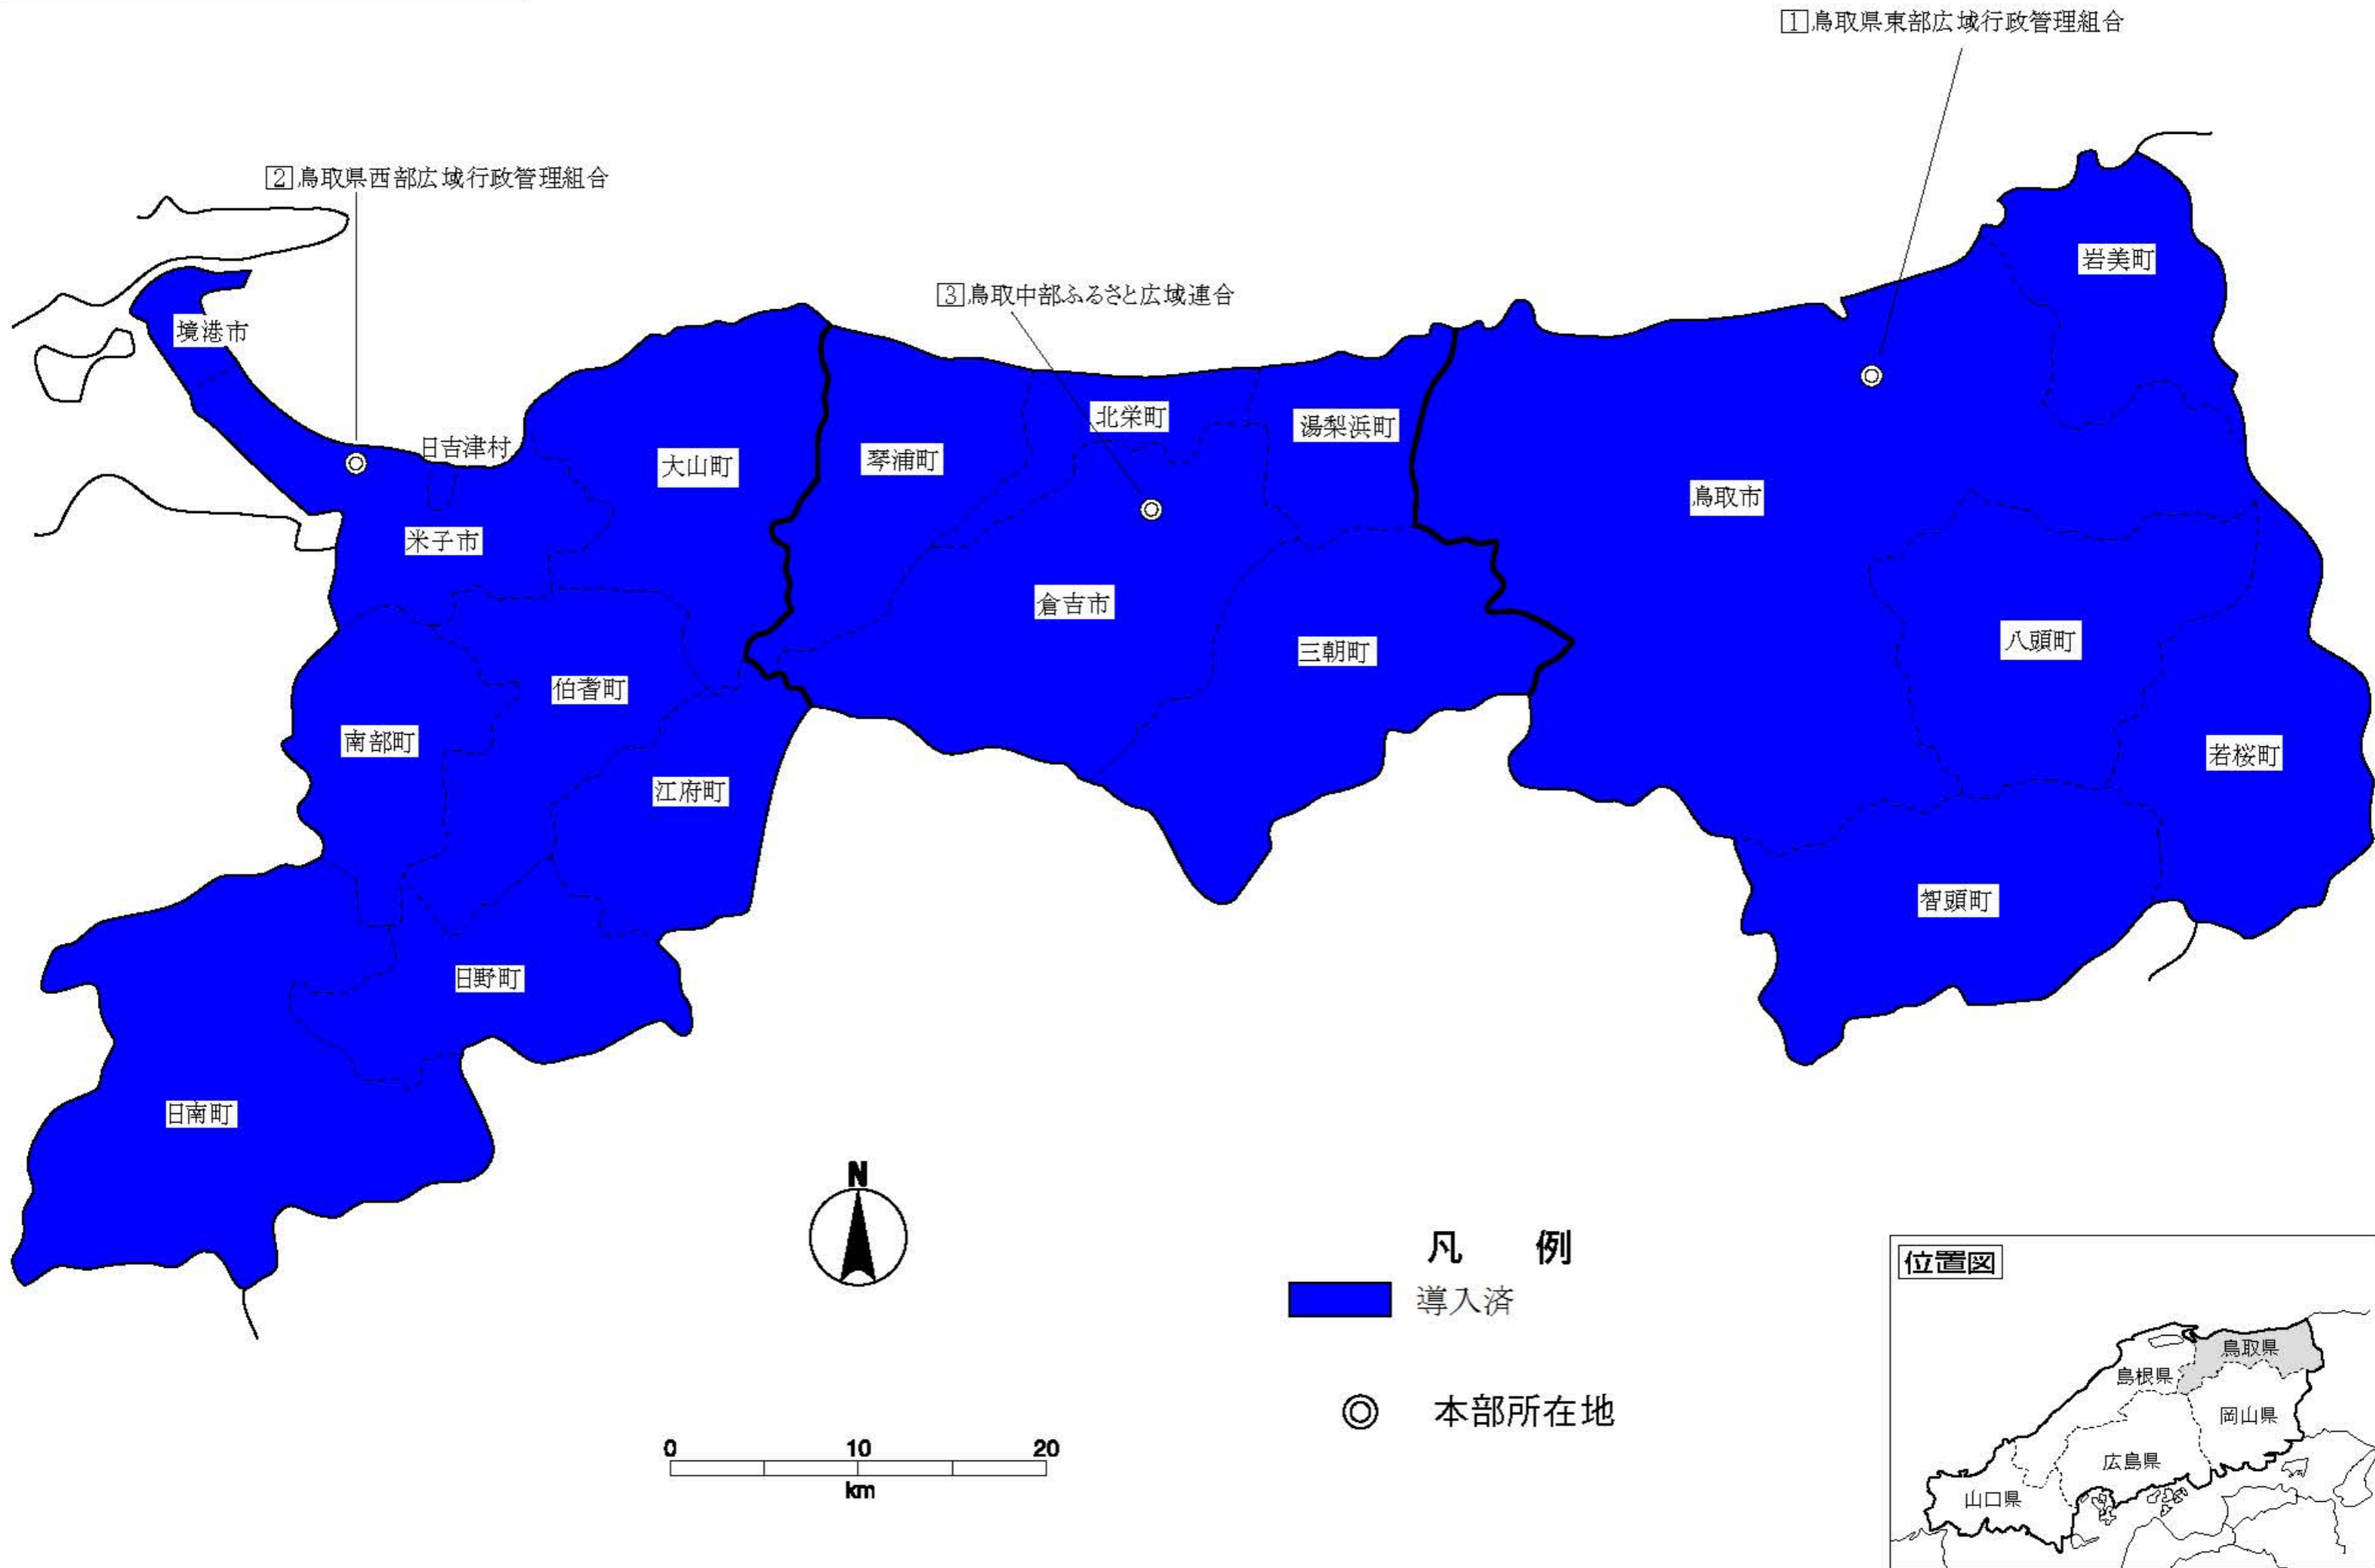 1鳥取県東部広域行政管理組合
2鳥取県西部広域行政管理組合
3鳥取中部ふるさと広域連合
岩美町
境港市
日吉津村
大山町
琴浦町
北栄町
湯梨浜町
鳥取市
米子市
倉吉市
三朝町
八頭町
伯耆町
南部町
江府町
若桜町
智頭町
日野町
日南町
N
凡 例
導入済
本部所在地
0 10 20
km
位置図
鳥取県
島根県
岡山県
広島県
山口県